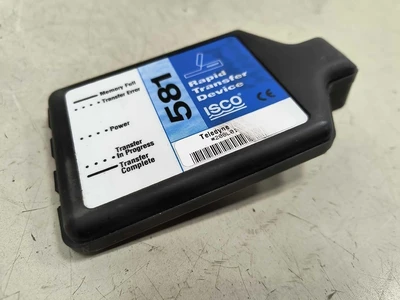 Memory Full
Transfer Error
Power
Transfer
In Progress
Transfer
Complete
581
Rapid
Transfer
Device
ISCO
CE
Teledyne